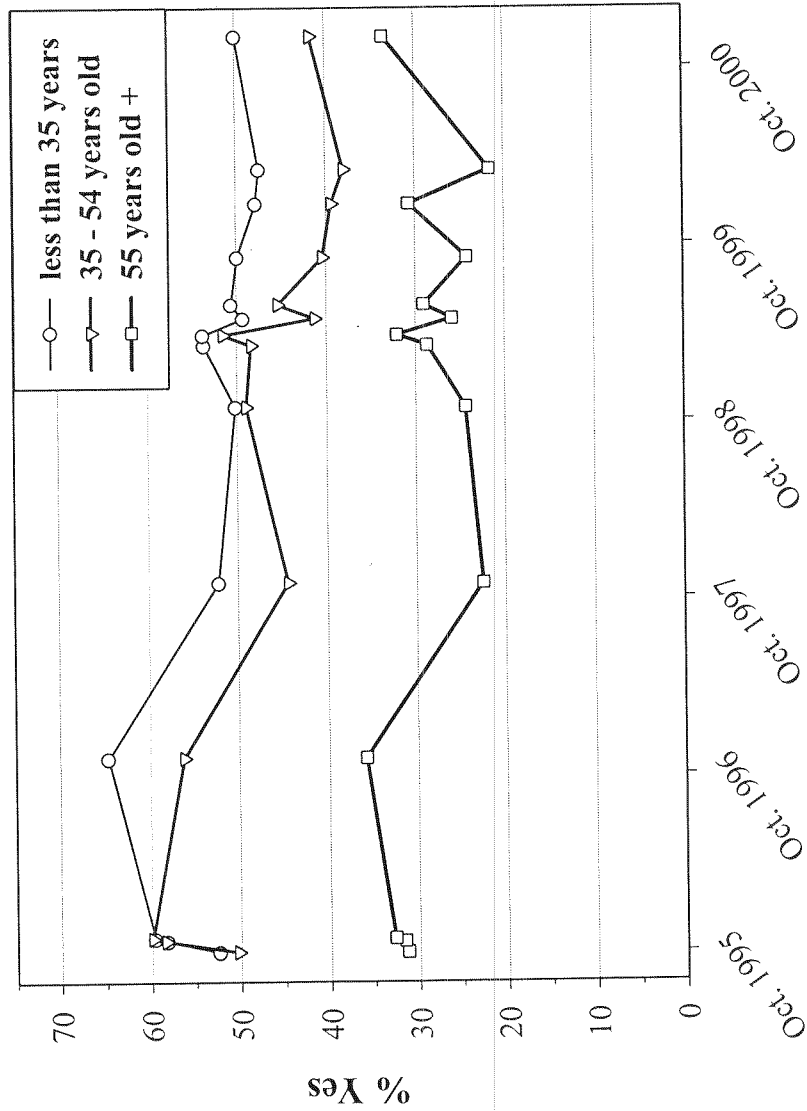 less than 35 years
35 - 54 years old
55 years old +
% Yes
70
60
50
40
30
20
10
0
Oct. 1995
Oct. 1996
Oct. 1997
Oct. 1998
Oct. 1999
Oct. 2000